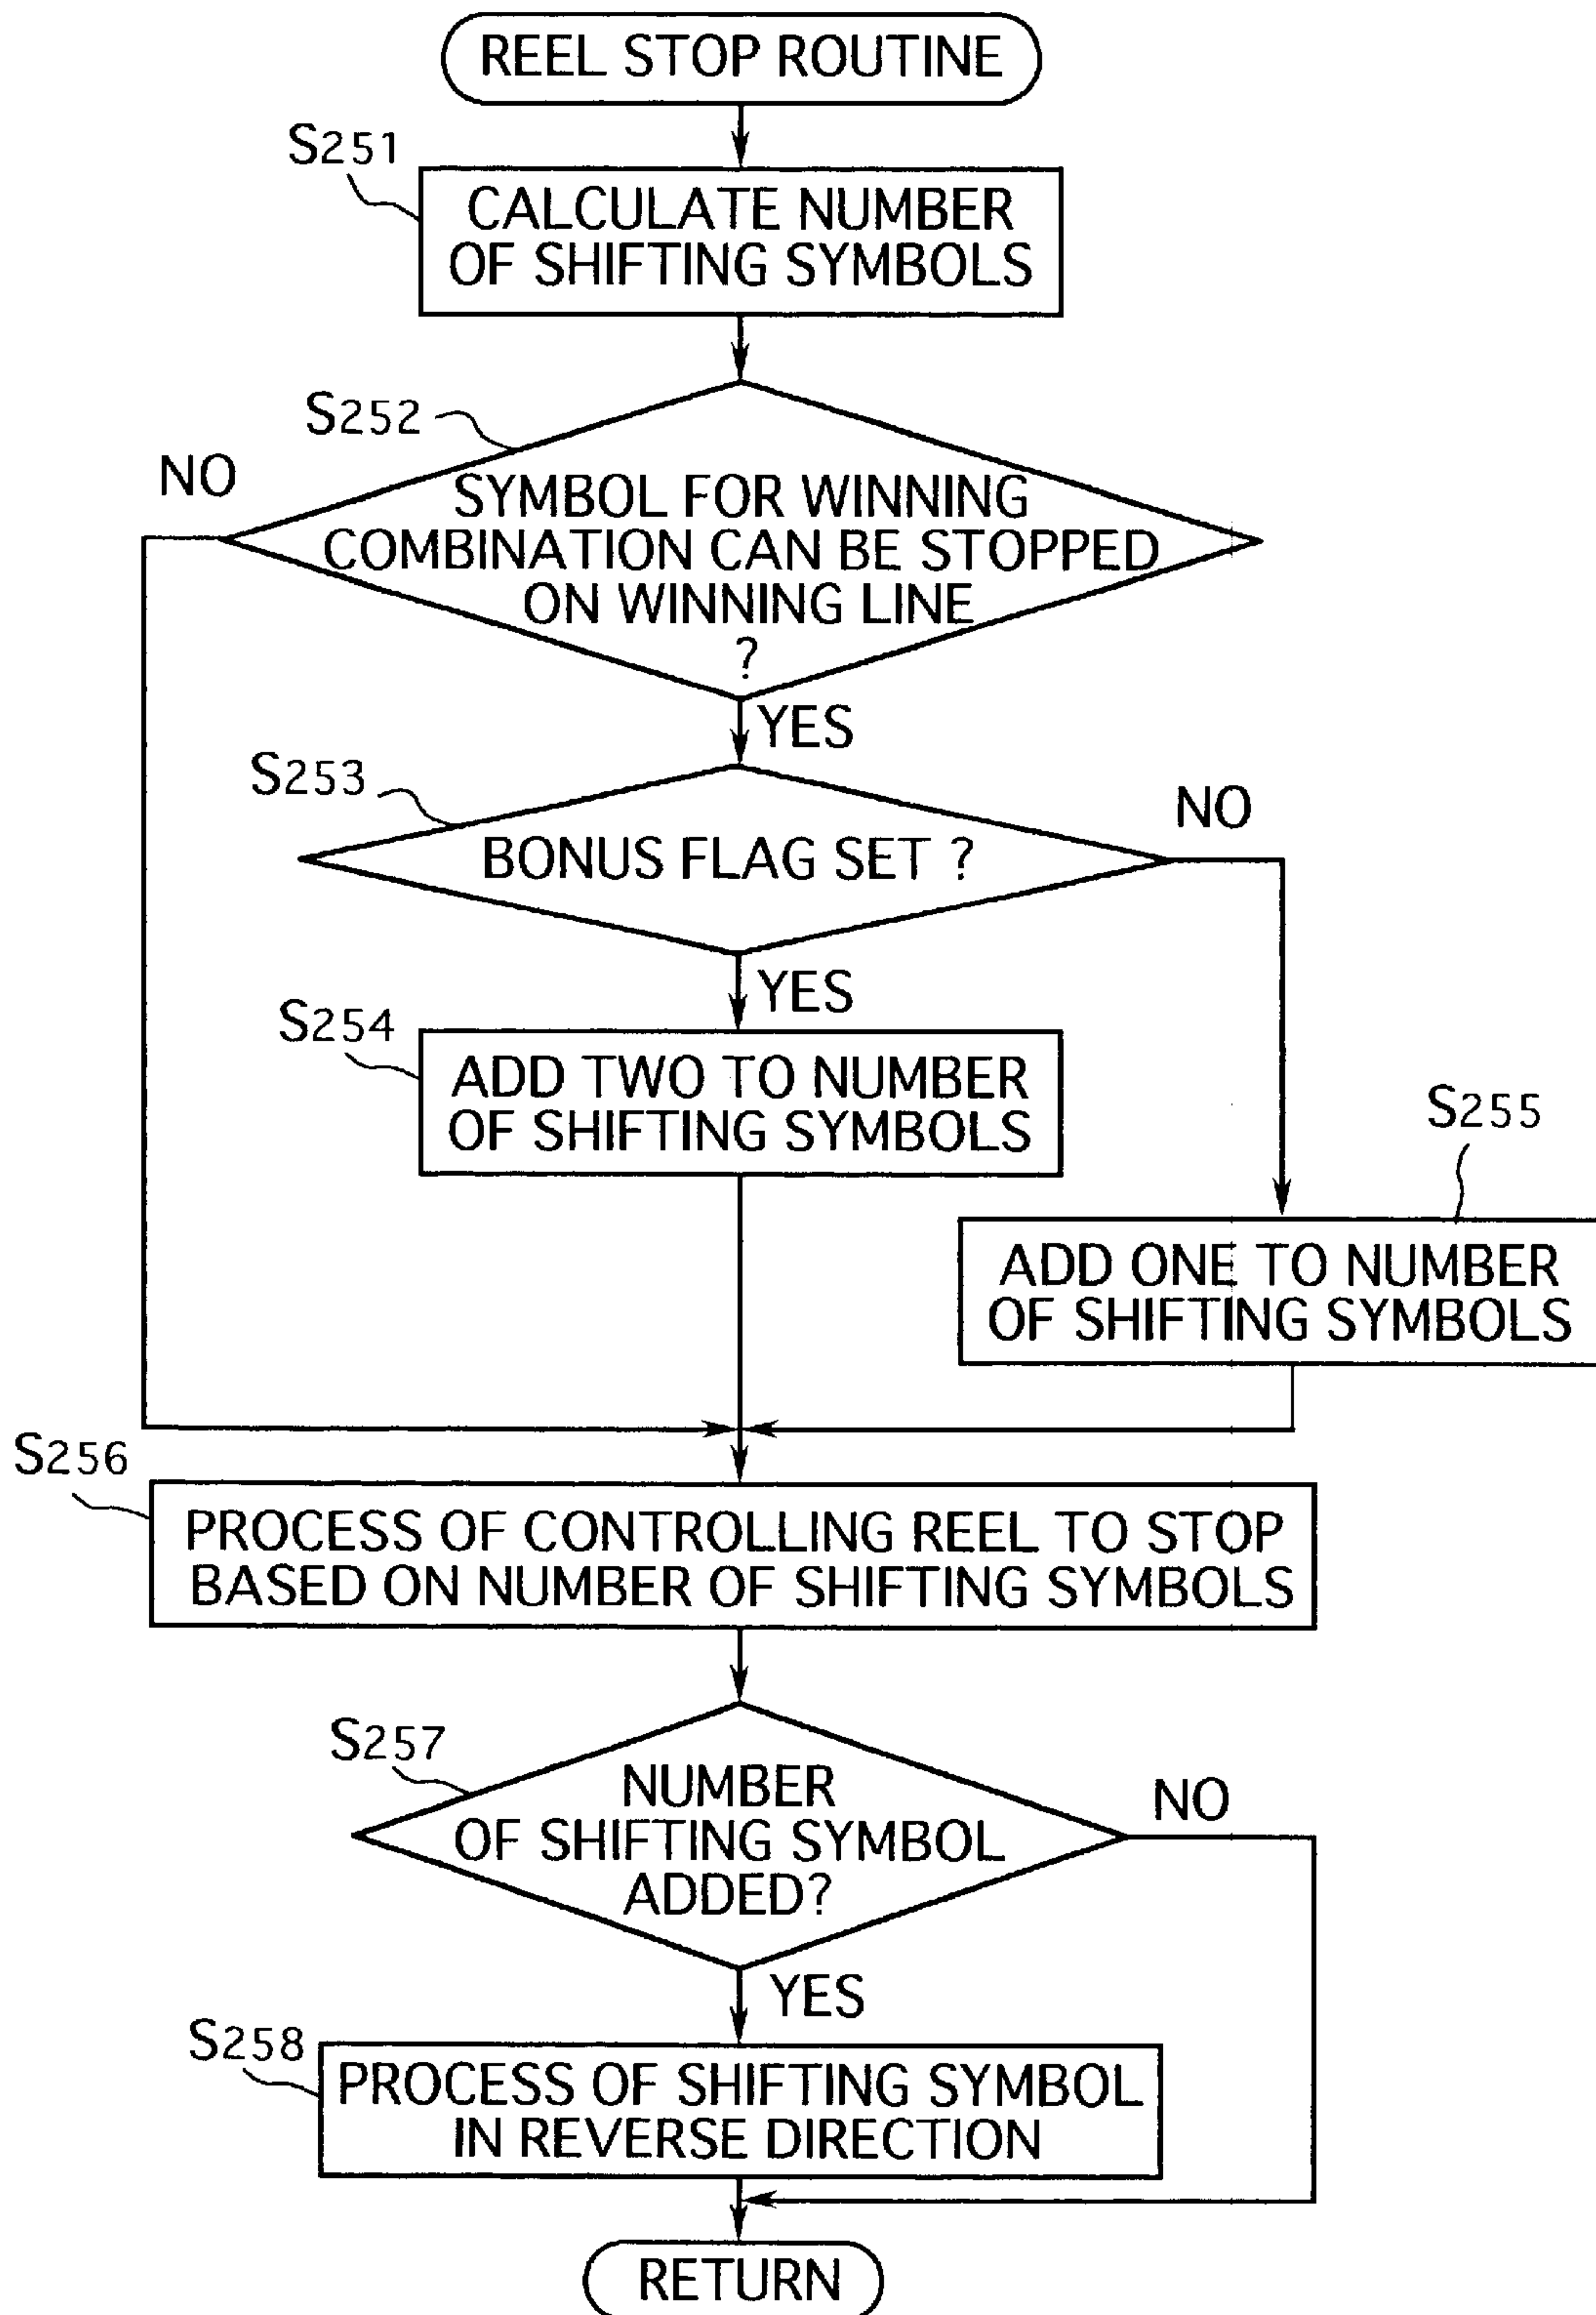 REEL STOP ROUTINE
S251
CALCULATE NUMBER
OF SHIFTING SYMBOLS
S252
NO
SYMBOL FOR WINNING
COMBINATION CAN BE STOPPED
ON WINNING LINE
?
YES
S253
NO
BONUS FLAG SET ?
YES
S254
ADD TWO TO NUMBER
OF SHIFTING SYMBOLS
S255
ADD ONE TO NUMBER
OF SHIFTING SYMBOLS
S256
PROCESS OF CONTROLLING REEL TO STOP
BASED ON NUMBER OF SHIFTING SYMBOLS
S257
NUMBER
OF SHIFTING SYMBOL
ADDED?
NO
YES
S258
PROCESS OF SHIFTING SYMBOL
IN REVERSE DIRECTION
RETURN